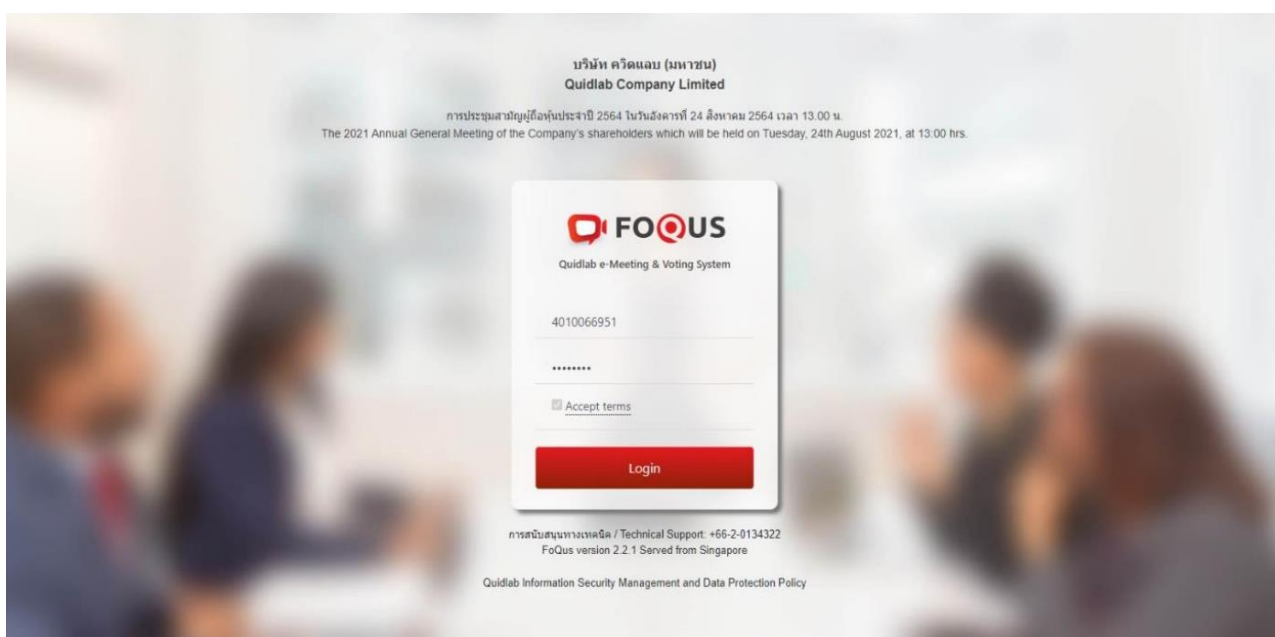 บริษัท ควิดแลบ (มหาชน)
Quidlab Company Limited
การประชุมสามัญผู้ถือหุ้นประจำปี 2564 ในวันอังคารที่ 24 สิงหาคม 2564 เวลา 13.00 น.
The 2021 Annual General Meeting of the Company's shareholders which will be held on Tuesday, 24th August 2021, at 13:00 hrs.
FOQUS
Quidlab e-Meeting & Voting System
4010066951
••••••••
Accept terms
Login
การสนับสนุนทางเทคนิค / Technical Support: +66-2-0134322
FoQus version 2.2.1 Served from Singapore
Quidlab Information Security Management and Data Protection Policy